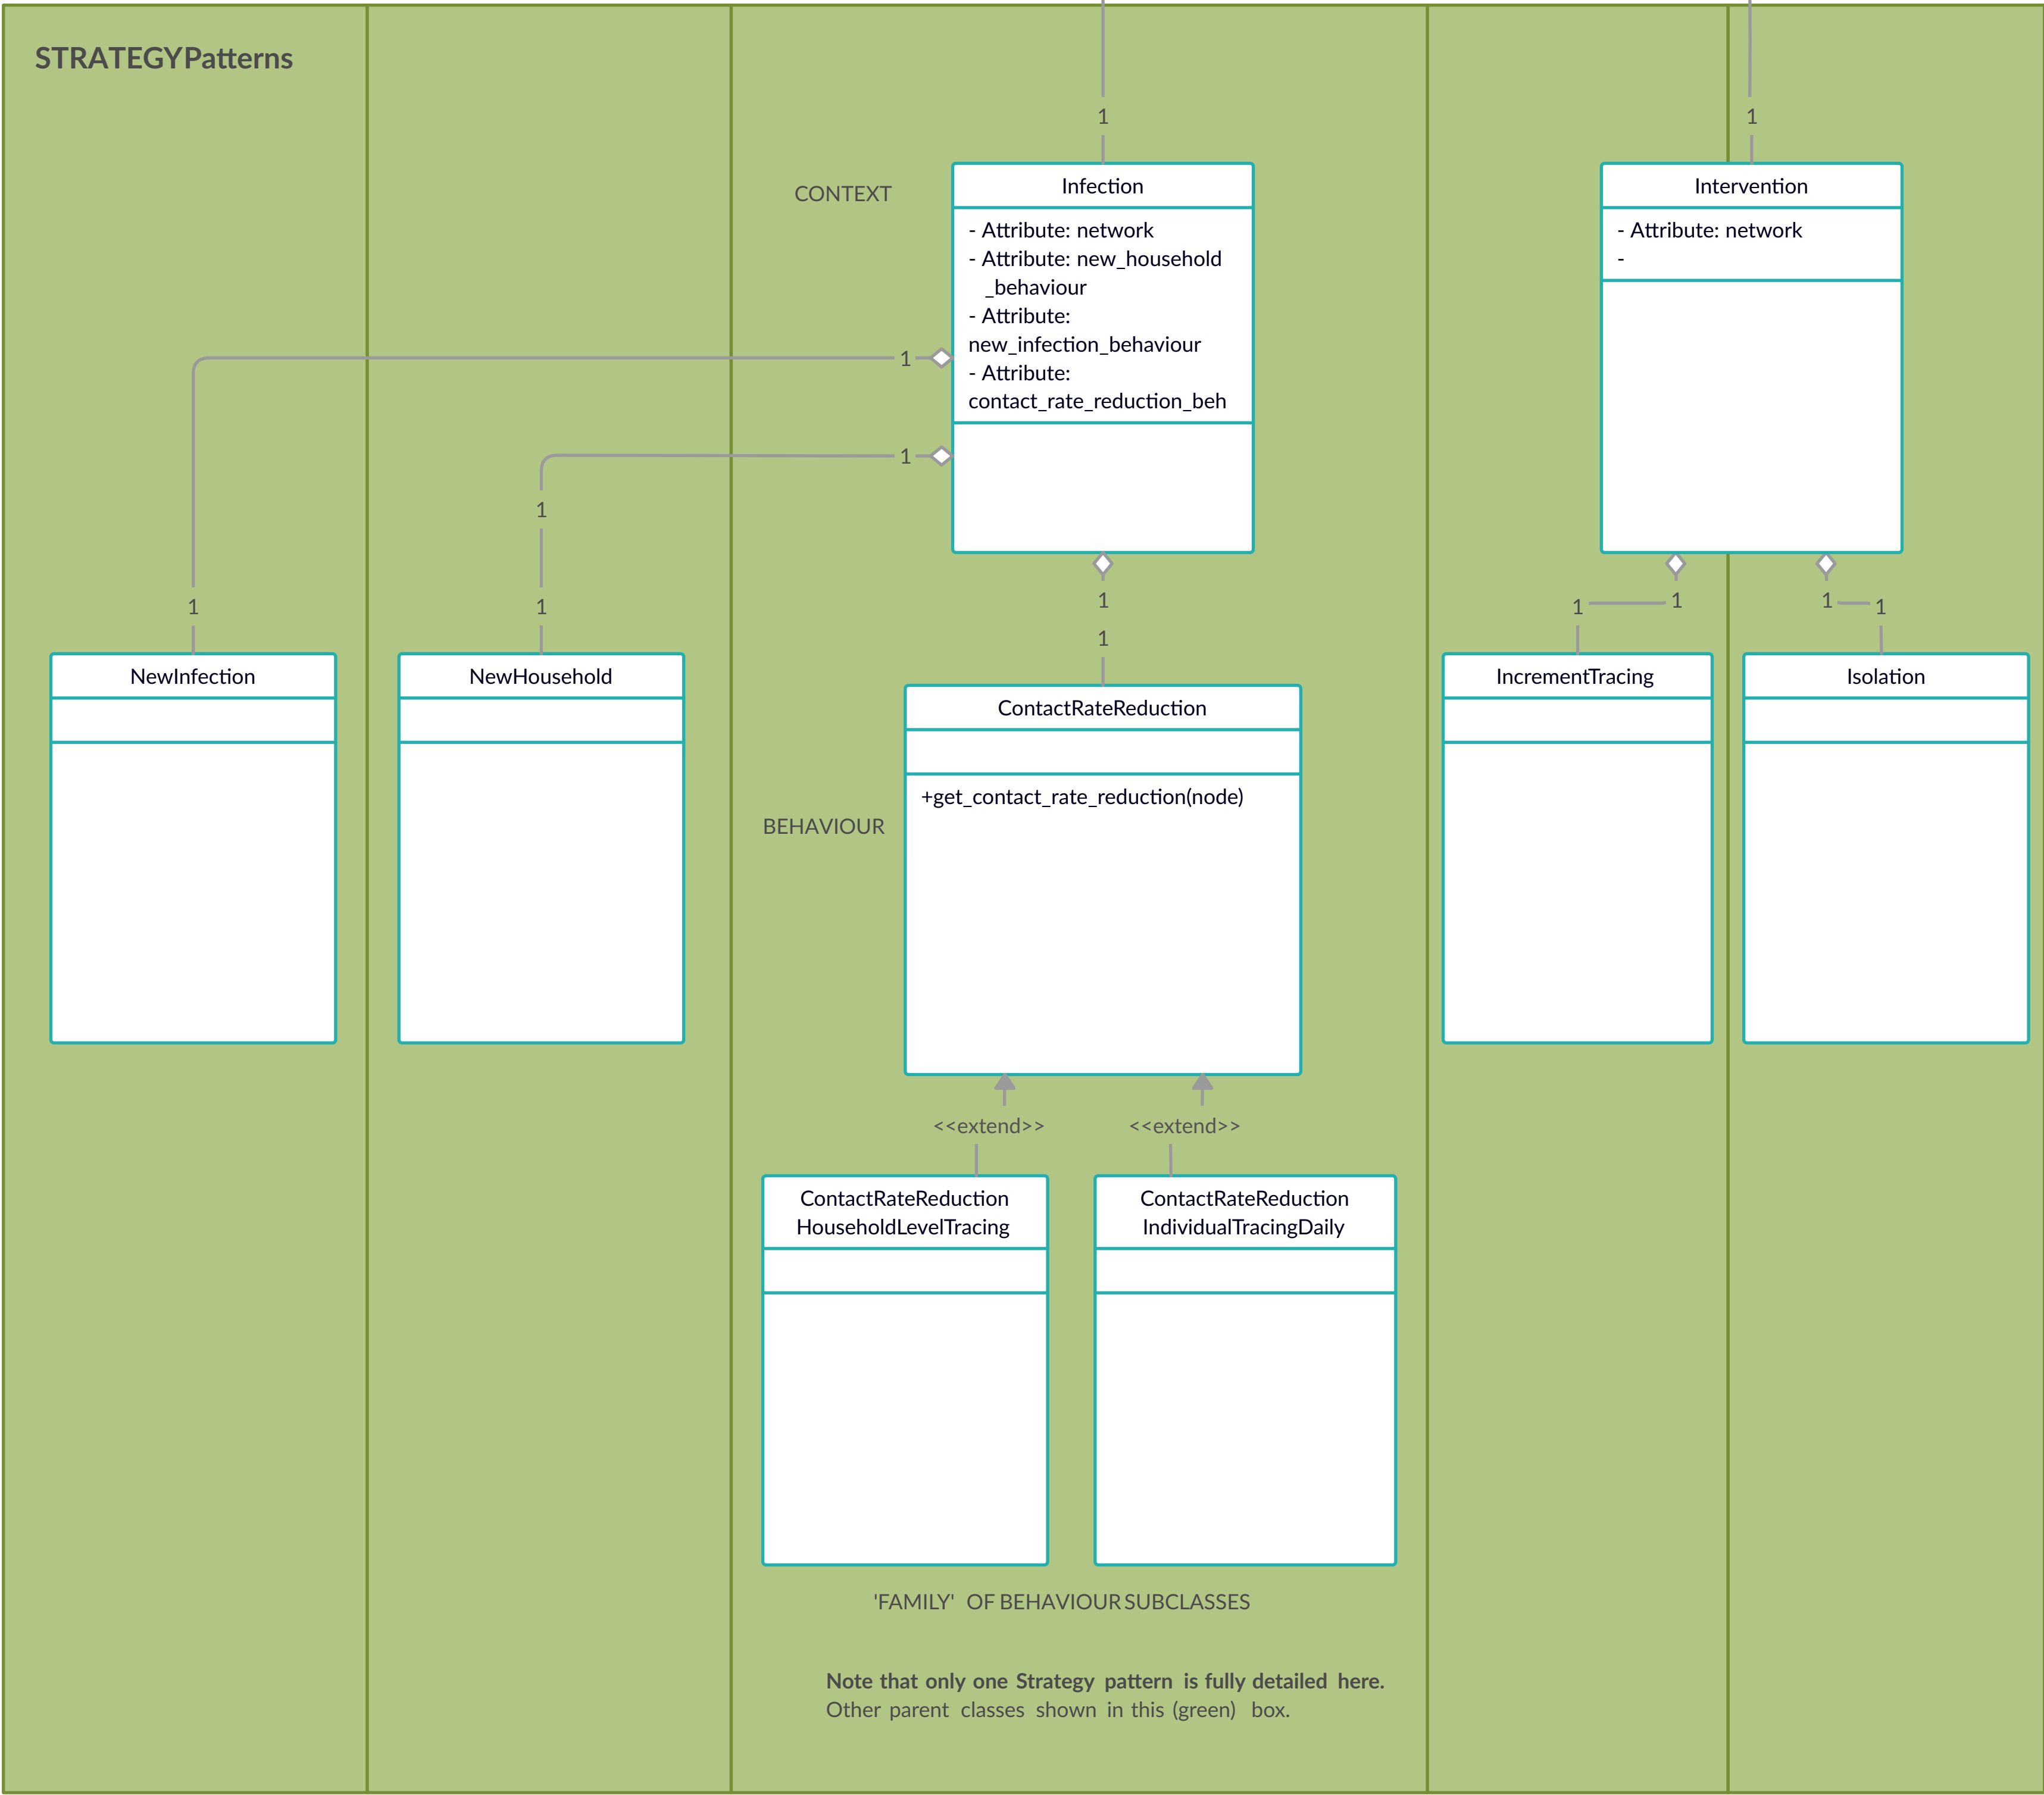 STRATEGY Patterns
1
1
CONTEXT
Infection
- Attribute: network
- Attribute: new_household
_behaviour
- Attribute:
new_infection_behaviour
- Attribute:
contact_rate_reduction_beh
Intervention
- Attribute: network
-
1
1
1
1
1
1
1
1
1
1
1
NewInfection
NewHousehold
ContactRateReduction
+get_contact_rate_reduction(node)
IncrementTracing
Isolation
BEHAVIOUR
<<extend>>
<<extend>>
ContactRateReduction
HouseholdLevelTracing
ContactRateReduction
IndividualTracingDaily
'FAMILY' OF BEHAVIOUR SUBCLASSES
Note that only one Strategy pattern is fully detailed here.
Other parent classes shown in this (green) box.